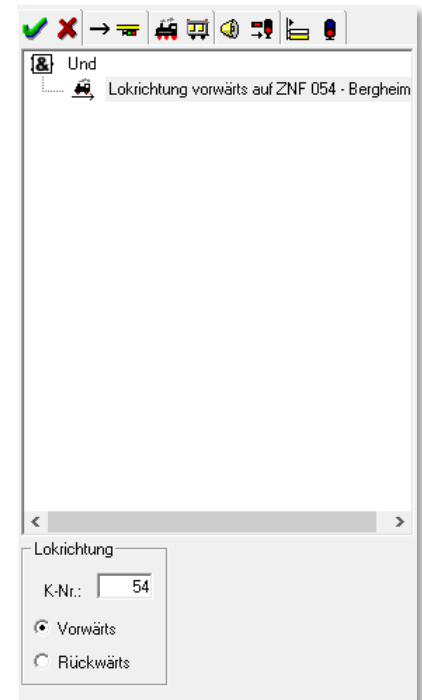 & Und
Lokrichtung vorwärts auf ZNF 054 - Bergheim
Lokrichtung
K-Nr.: 54
Vorwärts
Rückwärts